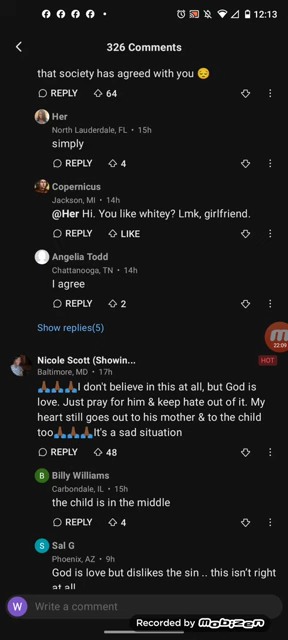 12:13
326 Comments
that society has agreed with you 😔
REPLY 64
Her
North Lauderdale, FL • 15h
simply
REPLY 4
Copernicus
Jackson, MI • 14h
@Her Hi. You like whitey? Lmk, girlfriend.
REPLY LIKE
Angelia Todd
Chattanooga, TN • 14h
I agree
REPLY 2
Show replies(5)
22:09
Nicole Scott (Showin...
HOT
Baltimore, MD • 17h
🙏🏾🙏🏾🙏🏾I don't believe in this at all, but God is
love. Just pray for him & keep hate out of it. My
heart still goes out to his mother & to the child
too🙏🏾🙏🏾🙏🏾It's a sad situation
REPLY 48
B Billy Williams
Carbondale, IL • 15h
the child is in the middle
REPLY 4
S Sal G
Phoenix, AZ • 9h
God is love but dislikes the sin .. this isn't right
at all
W Write a comment
Recorded by mobizen